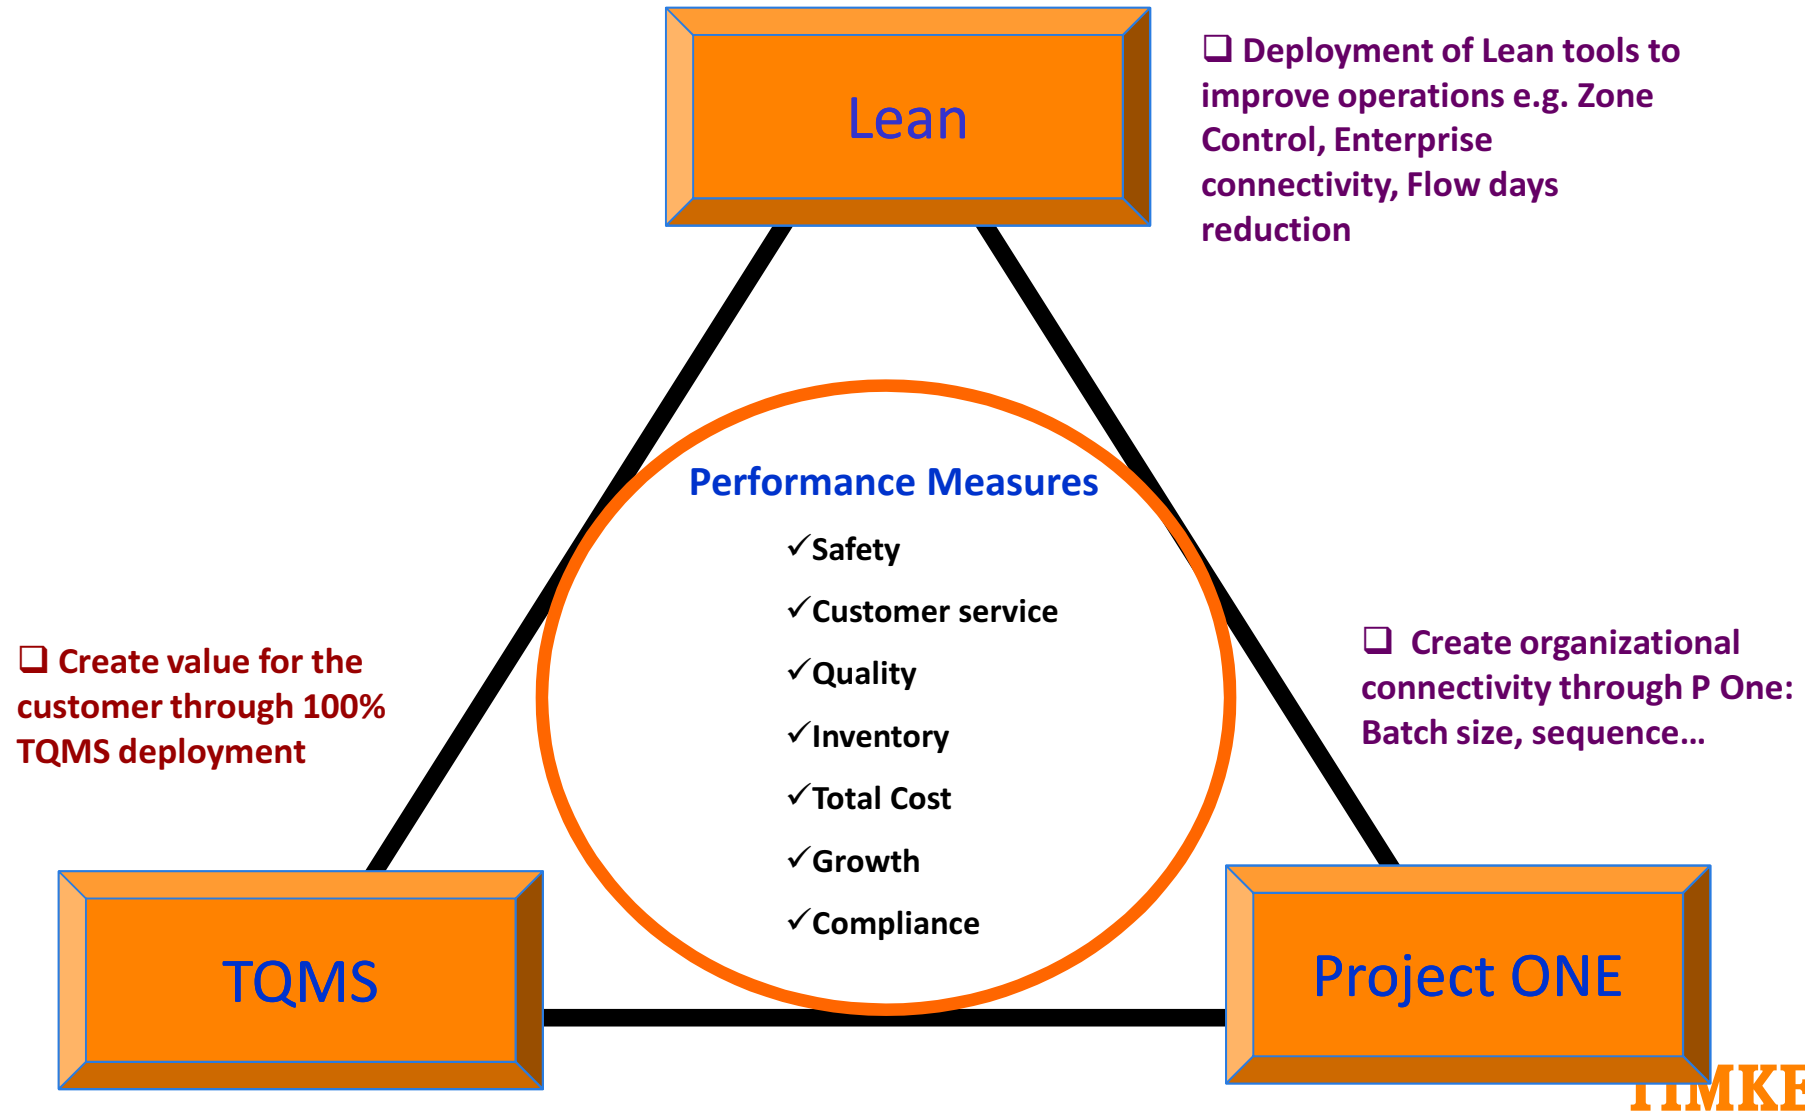 Lean
❑ Deployment of Lean tools to
improve operations e.g. Zone
Control, Enterprise
connectivity, Flow days
reduction
Performance Measures
✓Safety
✓Customer service
✓Quality
✓Inventory
✓Total Cost
✓Growth
✓Compliance
❑ Create value for the
customer through 100%
TQMS deployment
❑ Create organizational
connectivity through P One:
Batch size, sequence…
TQMS
Project ONE